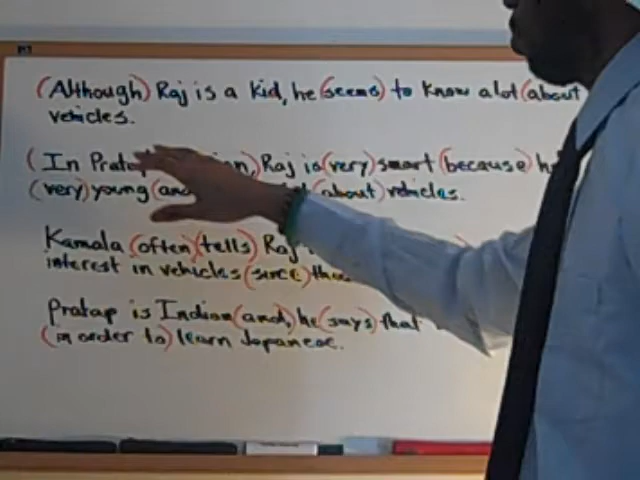 (Although) Raj is a kid, he (seems) to know a lot (about
vehicles.
(In Pratap Raj is (very) smart (because)
(very) young (and (about) vehicles.
Kamala (often) (tells) Raj
interest in vehicles (since)
Pratap is Indian (and,) he (says) that
(in order to) learn Japanese.